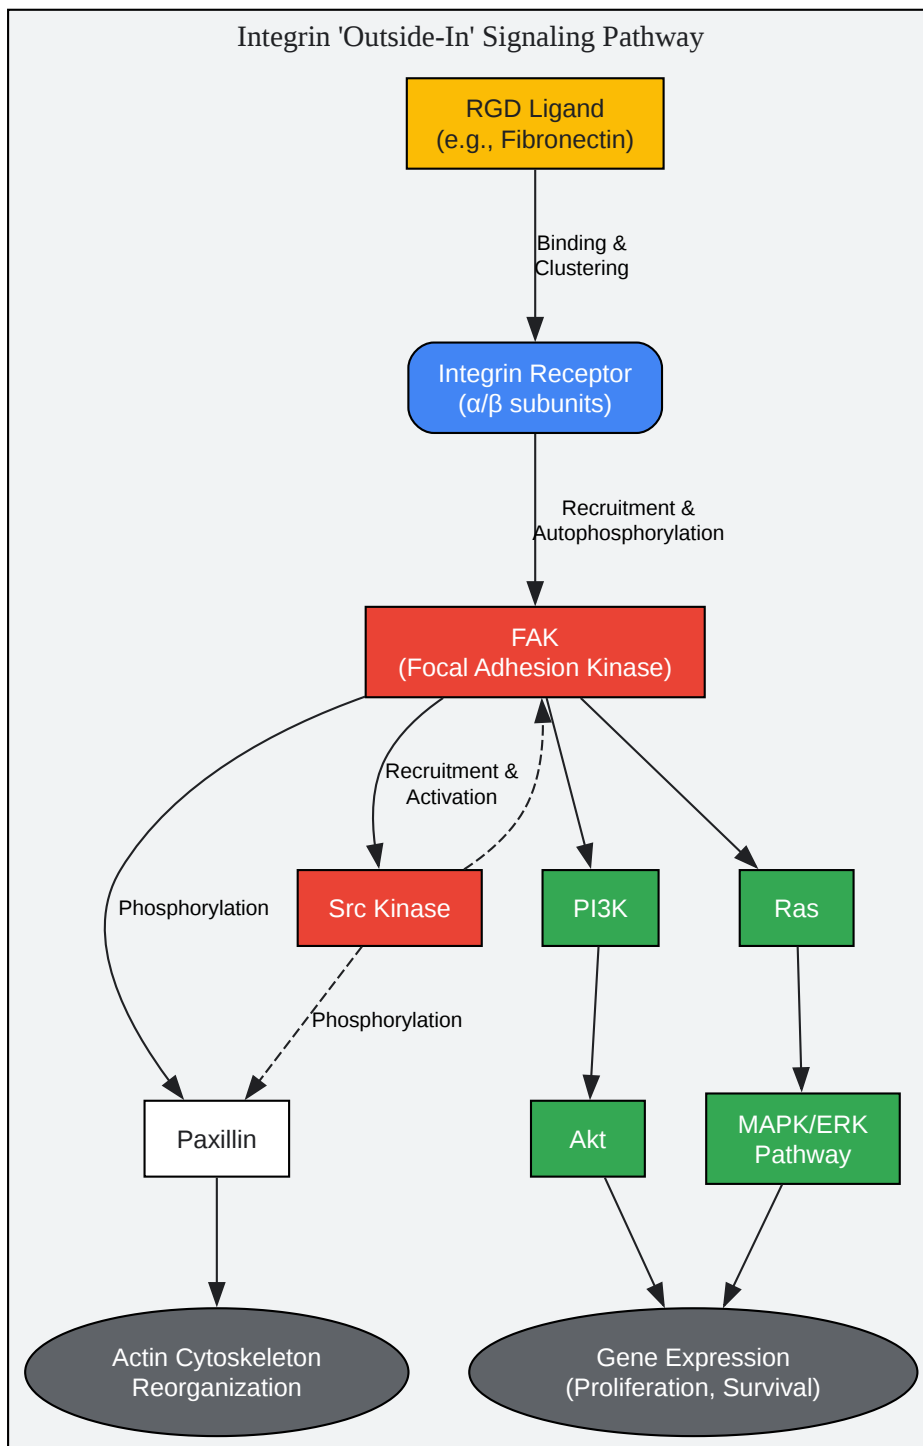 Integrin 'Outside-In' Signaling Pathway
RGD Ligand
(e.g., Fibronectin)
Binding &
Clustering
Integrin Receptor
(α/β subunits)
Recruitment &
Autophosphorylation
FAK
(Focal Adhesion Kinase)
Recruitment &
Activation
Phosphorylation
Src Kinase
PI3K
Ras
Phosphorylation
Paxillin
Akt
MAPK/ERK
Pathway
Actin Cytoskeleton
Reorganization
Gene Expression
(Proliferation, Survival)